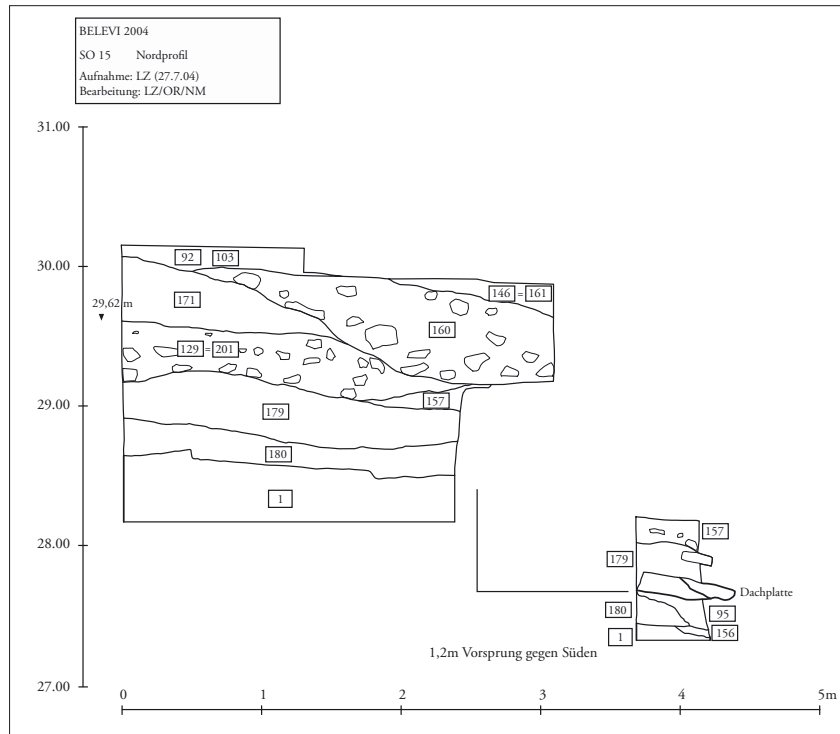 BELEVI 2004
SO 15 Nordprofil
Aufnahme: LZ (27.7.04)
Bearbeitung: LZ/OR/NM
31.00
30.00
92 103
146 = 161
171
29,62 m
160
129 = 201
29.00
157
179
180
1
28.00
157
179
Dachplatte
180
95
1
156
1,2m Vorsprung gegen Süden
27.00
0 1 2 3 4 5m